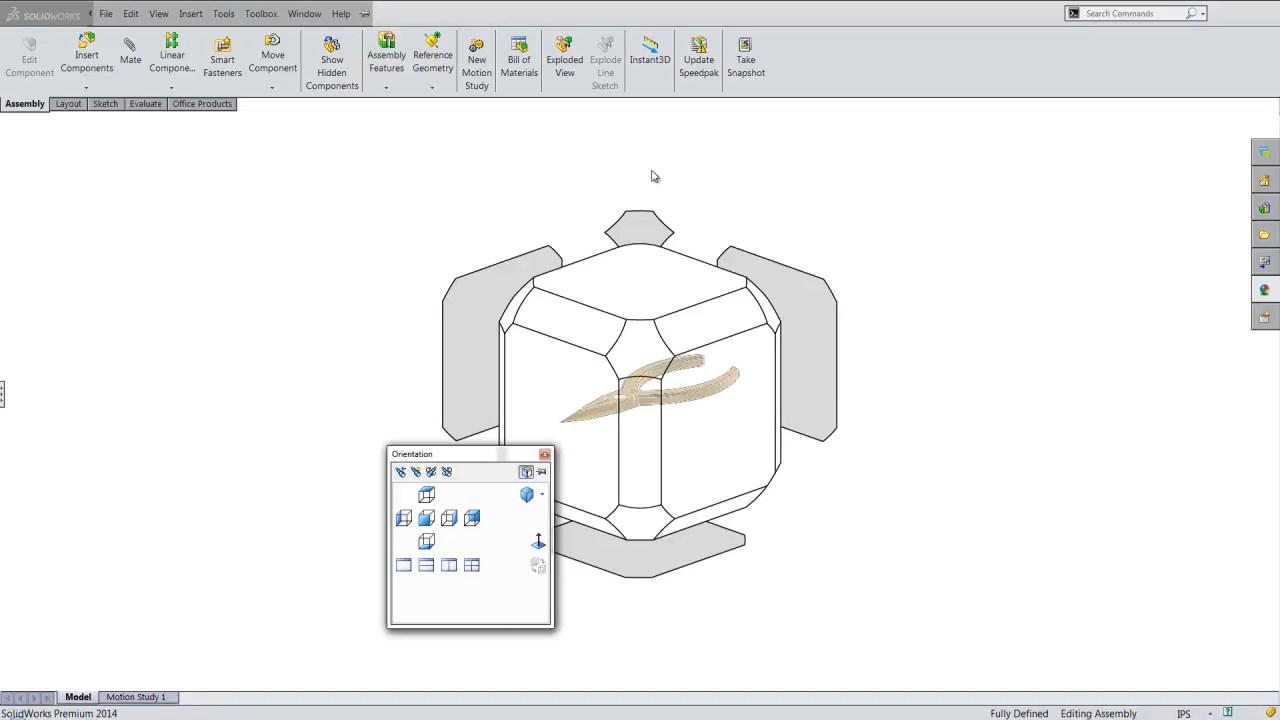 SOLIDWORKS File Edit View Insert Tools Toolbox Window Help Search Commands
Edit Component
Insert Components
Mate
Linear Compone...
Smart Fasteners
Move Component
Show Hidden Components
Assembly Features
Reference Geometry
New Motion Study
Bill of Materials
Exploded View
Explode Line Sketch
Instant3D
Update Speedpak
Take Snapshot
Assembly Layout Sketch Evaluate Office Products
Orientation
Model Motion Study 1
SolidWorks Premium 2014 Fully Defined Editing Assembly IPS